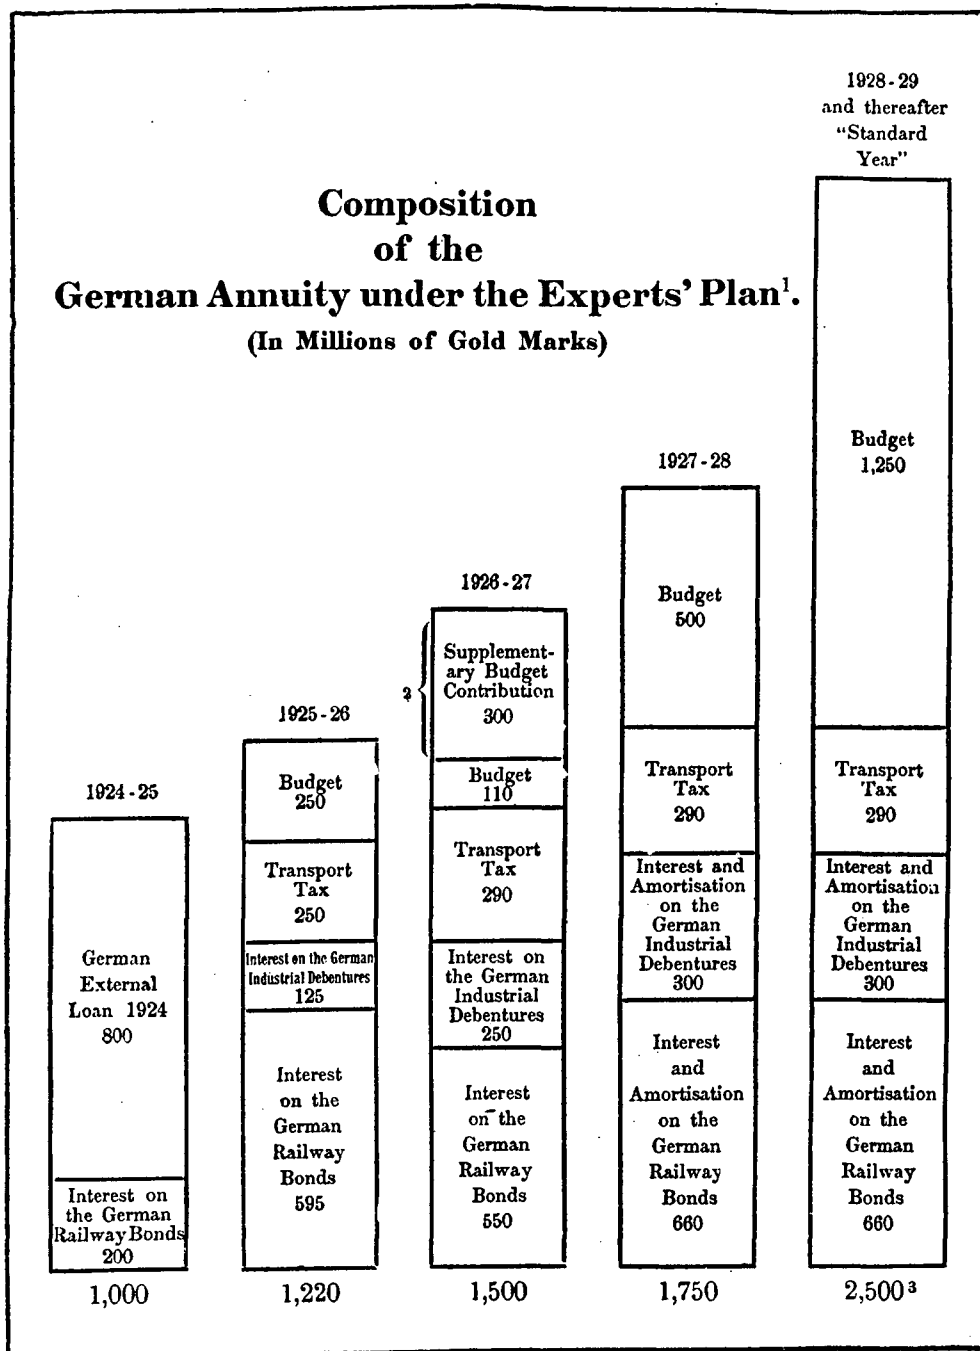 Composition
of the
German Annuity under the Experts' Plan¹.
(In Millions of Gold Marks)
1924-25
German
External
Loan 1924
800
Interest on
the German
Railway Bonds
200
1,000
1925-26
Budget
250
Transport
Tax
250
Interest on the German
Industrial Debentures
125
Interest
on the
German
Railway
Bonds
595
1,220
1926-27
2
Supplement-
ary Budget
Contribution
300
Budget
110
Transport
Tax
290
Interest on
the German
Industrial
Debentures
250
Interest
on the
German
Railway
Bonds
550
1,500
1927-28
Budget
500
Transport
Tax
290
Interest and
Amortisation
on the
German
Industrial
Debentures
300
Interest
and
Amortisation
on the
German
Railway
Bonds
660
1,750
1928-29
and thereafter
"Standard
Year"
Budget
1,250
Transport
Tax
290
Interest and
Amortisation
on the
German
Industrial
Debentures
300
Interest
and
Amortisation
on the
German
Railway
Bonds
660
2,500³